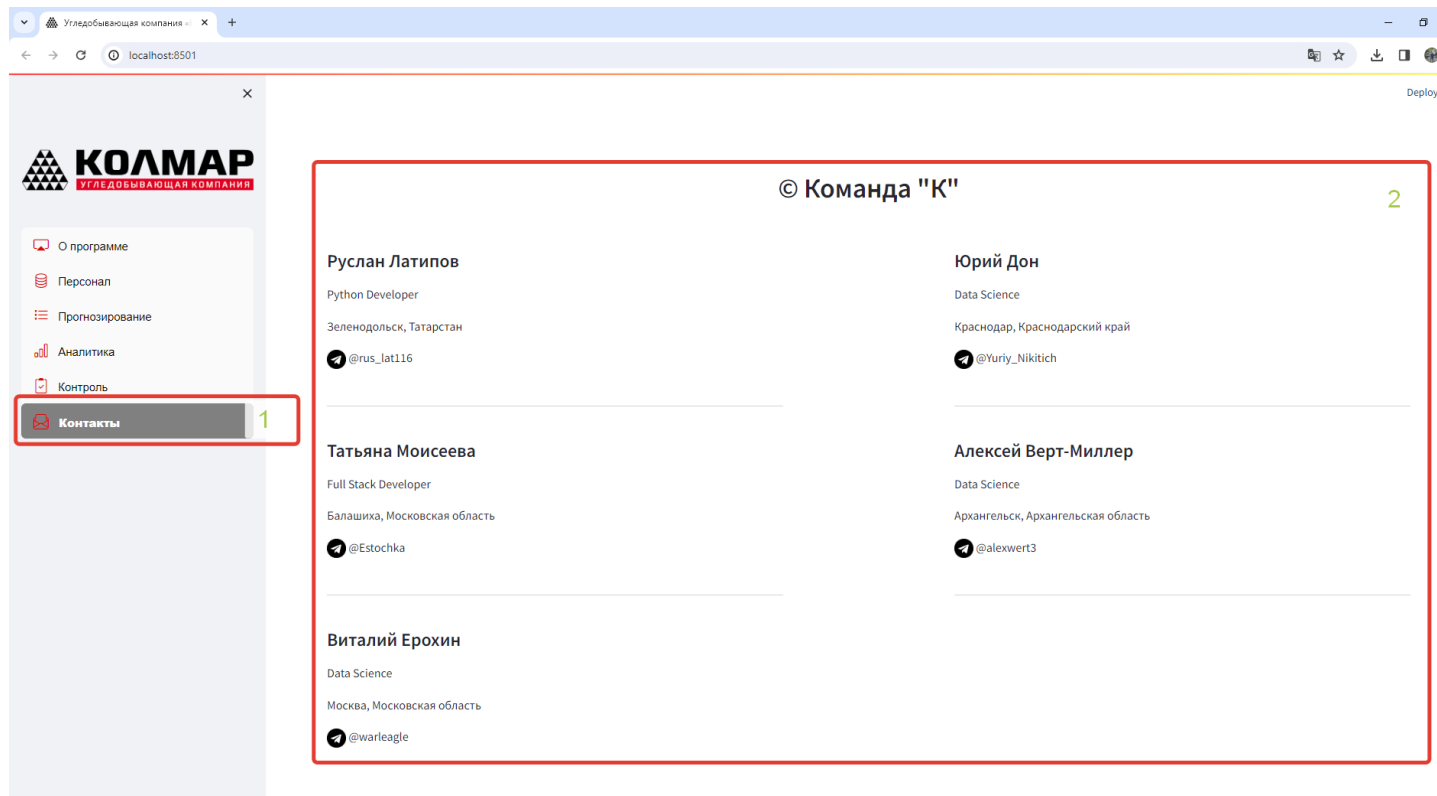 Угледобывающая компания «
localhost:8501
Deploy
КОЛМАР
УГЛЕДОБЫВАЮЩАЯ КОМПАНИЯ
О программе
Персонал
Прогнозирование
Аналитика
Контроль
Контакты
1
© Команда "К"
2
Руслан Латипов
Python Developer
Зеленодольск, Татарстан
@rus_lat116
Юрий Дон
Data Science
Краснодар, Краснодарский край
@Yuriy_Nikitich
Татьяна Моисеева
Full Stack Developer
Балашиха, Московская область
@Estochka
Алексей Верт-Миллер
Data Science
Архангельск, Архангельская область
@alexwert3
Виталий Ерохин
Data Science
Москва, Московская область
@warleagle